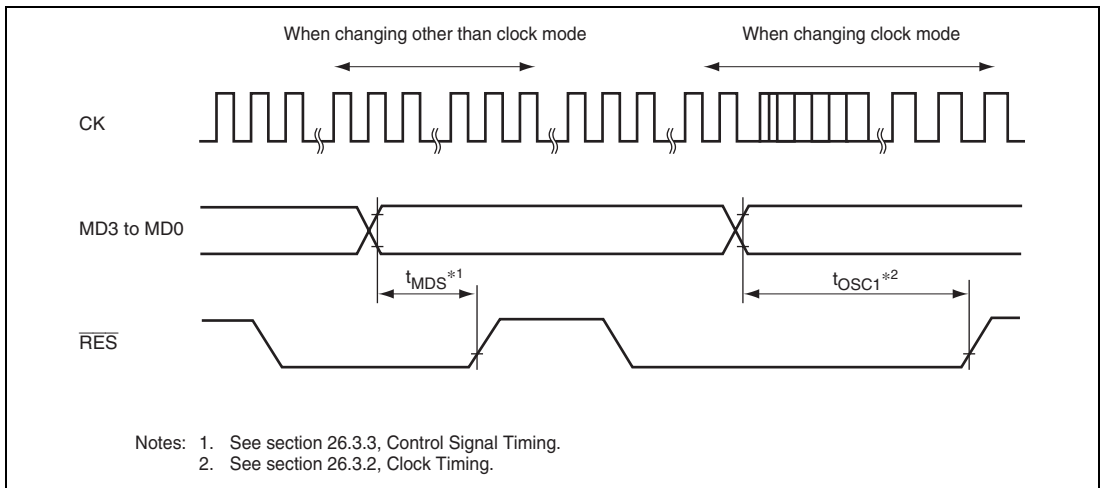 When changing other than clock mode When changing clock mode
CK
MD3 to MD0
tMDS*1 tOSC1*2
RES
Notes: 1. See section 26.3.3, Control Signal Timing.
2. See section 26.3.2, Clock Timing.